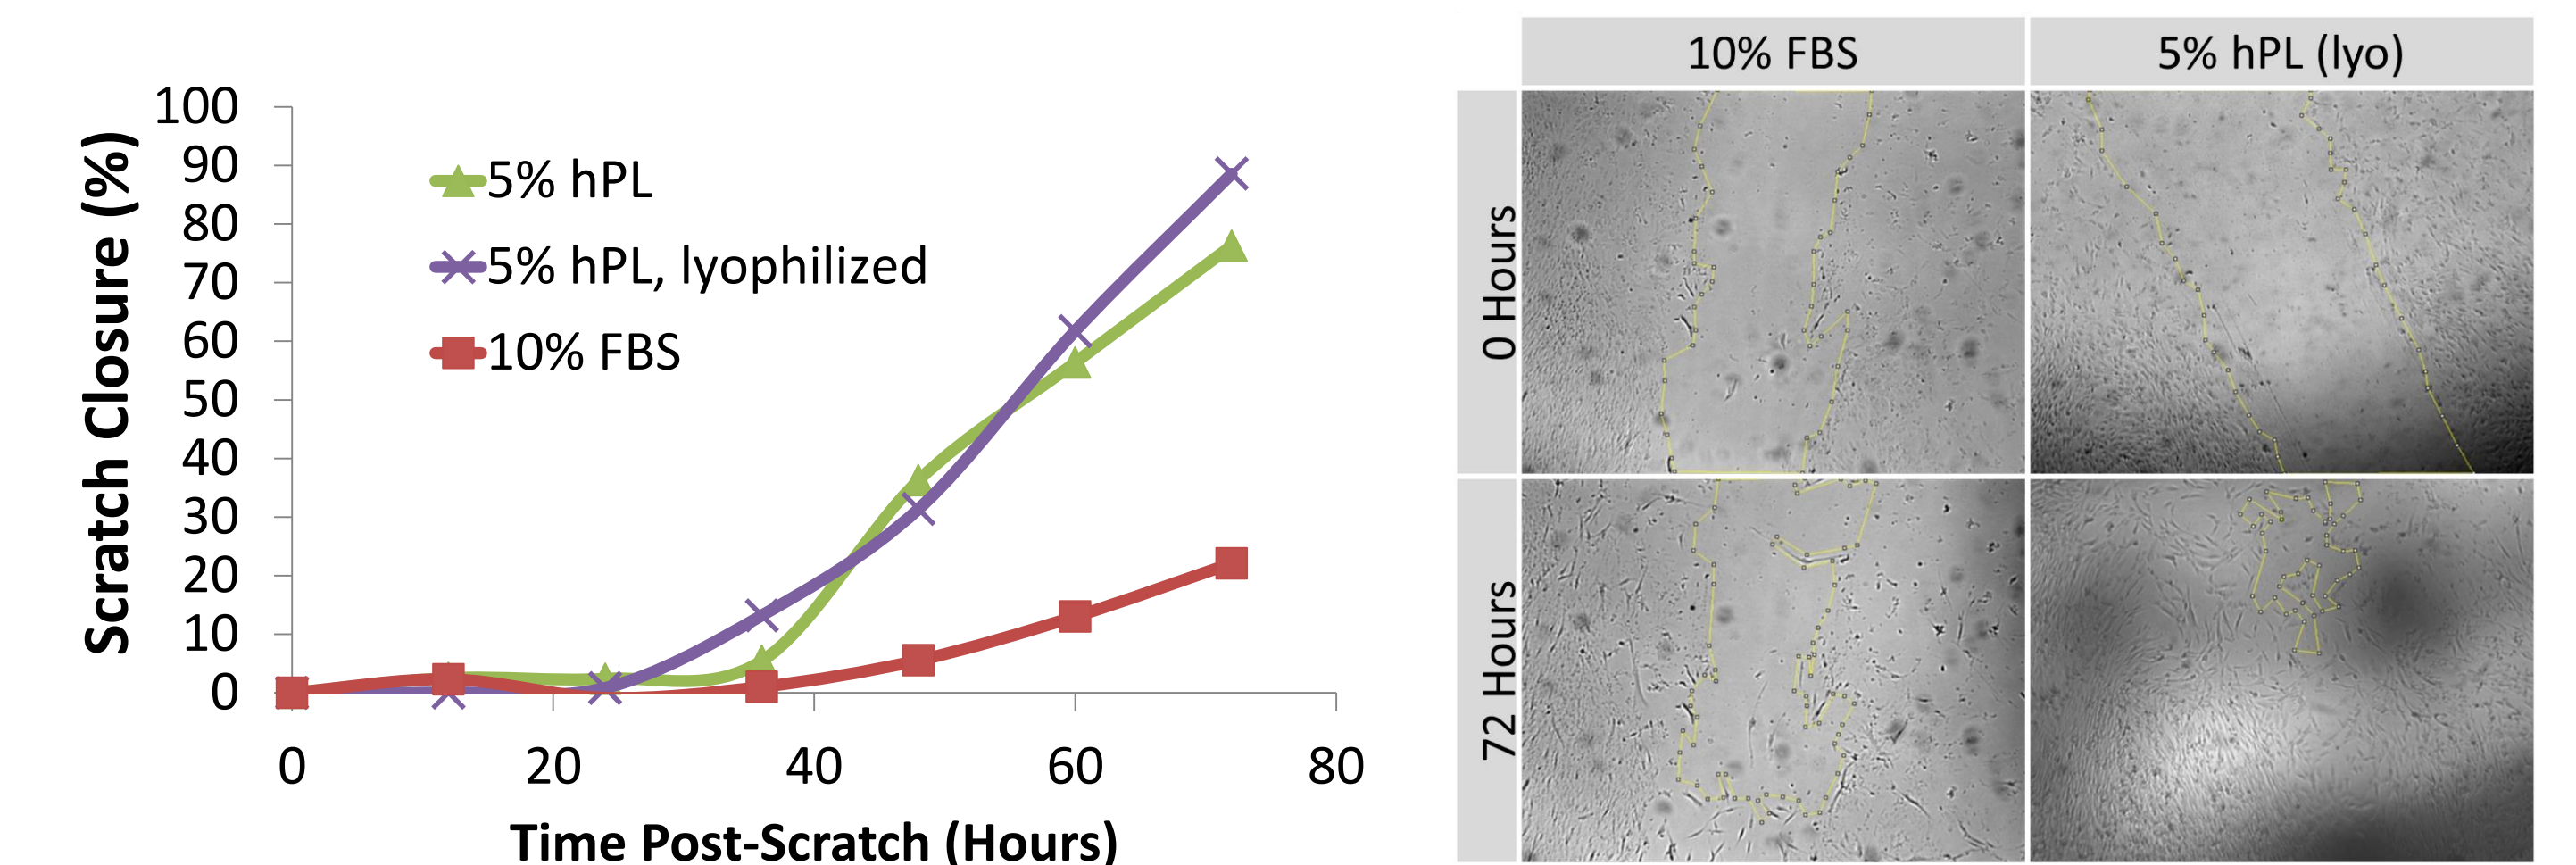 Scratch Closure (%)
100
90
80
70
60
50
40
30
20
10
0
5% hPL
5% hPL, lyophilized
10% FBS
0
20
40
60
80
Time Post-Scratch (Hours)
10% FBS
5% hPL (lyo)
0 Hours
72 Hours